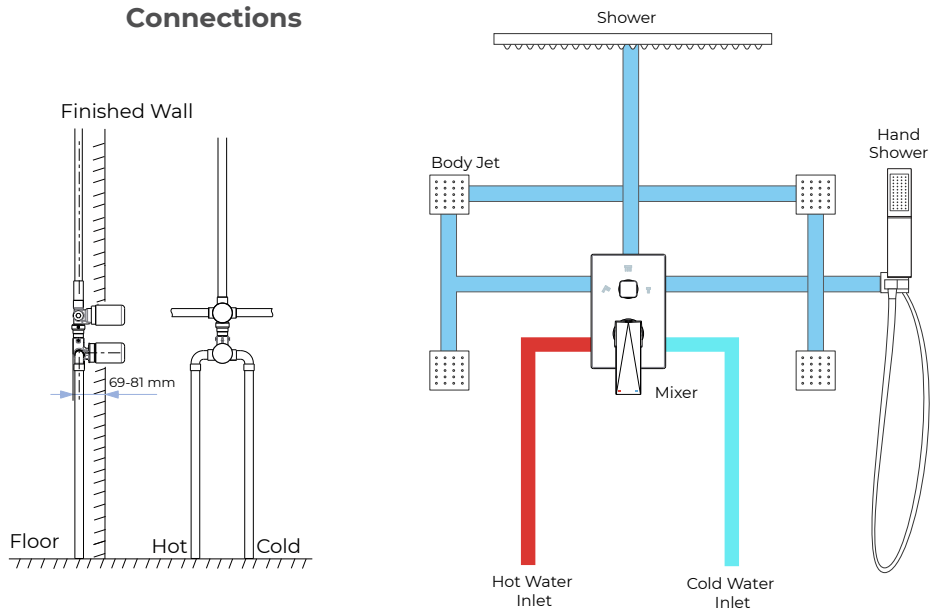 Connections
Finished Wall
69-81 mm
Floor
Hot
Cold
Shower
Body Jet
Hand
Shower
Mixer
Hot Water
Inlet
Cold Water
Inlet